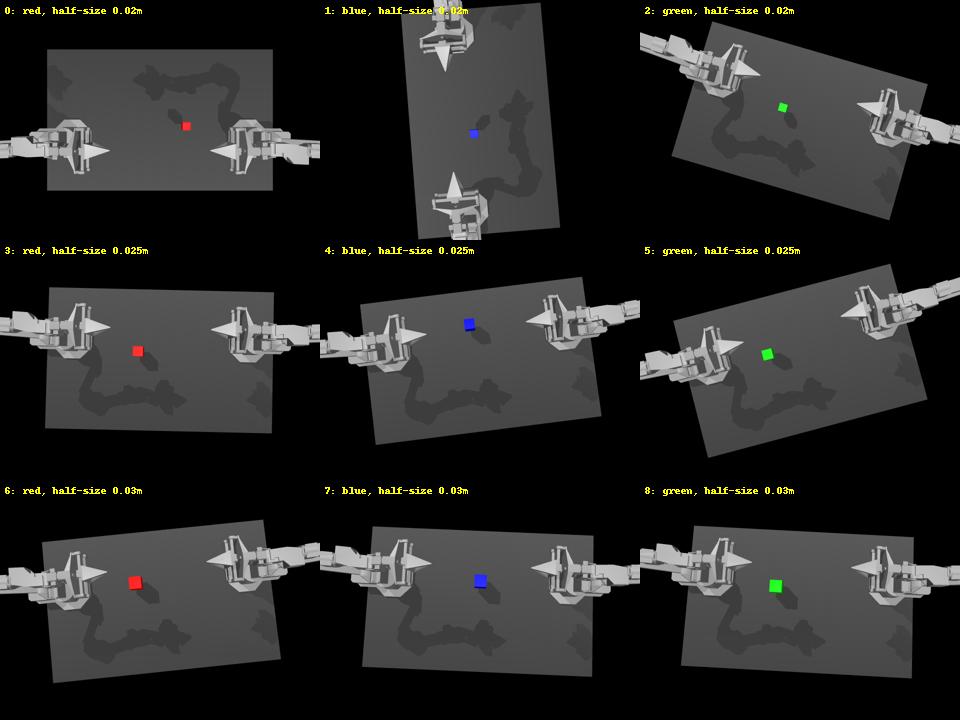 0: red, half-size 0.02m
1: blue, half-size 0.02m
2: green, half-size 0.02m
3: red, half-size 0.025m
4: blue, half-size 0.025m
5: green, half-size 0.025m
6: red, half-size 0.03m
7: blue, half-size 0.03m
8: green, half-size 0.03m